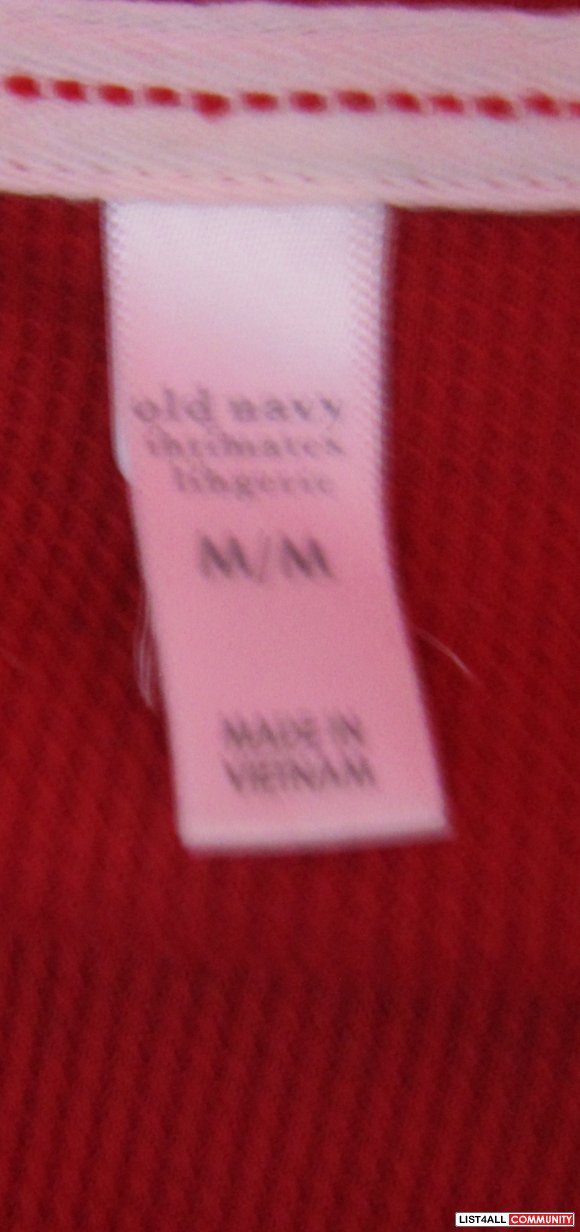 old navy
intimates
lingerie
M/M
MADE IN
VIETNAM
LIST4ALL COMMUNITY